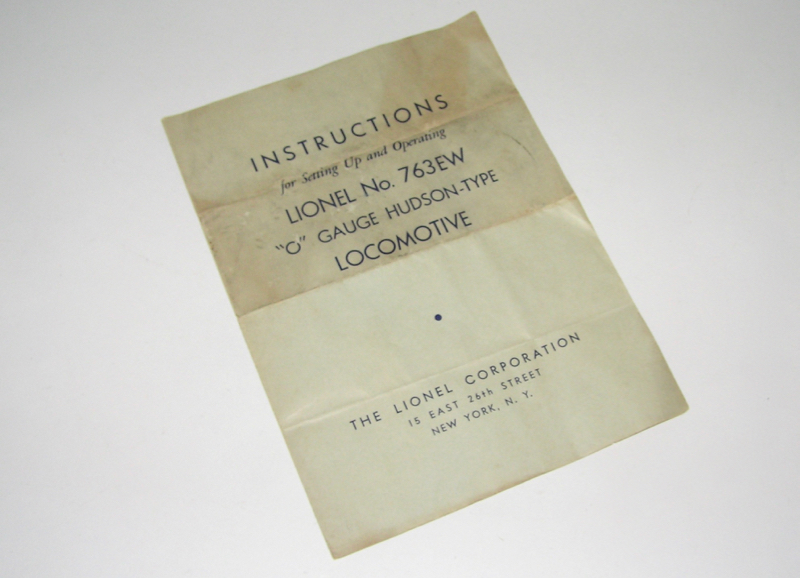 INSTRUCTIONS
for Setting Up and Operating
LIONEL No. 763EW
"O" GAUGE HUDSON-TYPE
LOCOMOTIVE
THE LIONEL CORPORATION
15 EAST 26th STREET
NEW YORK, N. Y.